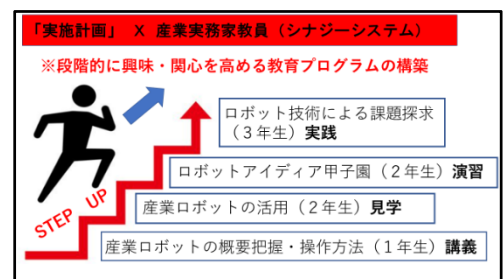 「実施計画」 X 産業実務家教員（シナジーシステム）
※段階的に興味・関心を高める教育プログラムの構築
ロボット技術による課題探求
（３年生）実践
ロボットアイディア甲子園（２年生）演習
産業ロボットの活用（２年生）見学
産業ロボットの概要把握・操作方法（１年生）講義
STEP UP